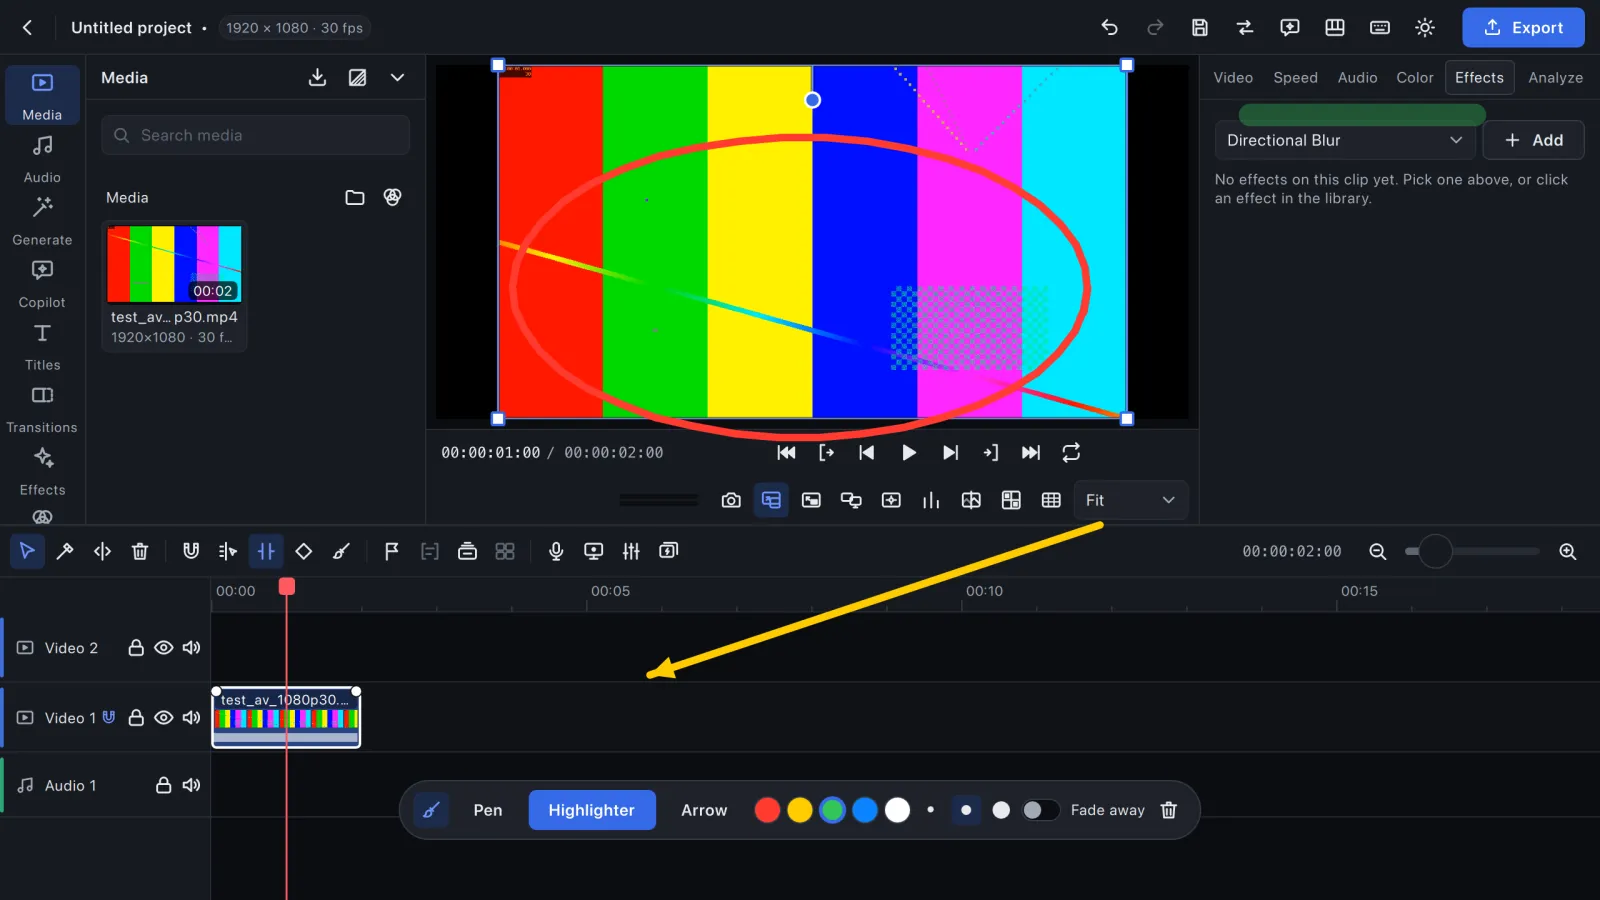 Untitled project •
1920 × 1080 · 30 fps
Export
Media
Audio
Generate
Copilot
Titles
Transitions
Effects
Media
Search media
Media
00:02
test_av… p30.mp4
1920×1080 · 30 f…
00:00:01:00 / 00:00:02:00
Fit
Video Speed Audio Color Effects Analyze
Directional Blur
Add
No effects on this clip yet. Pick one above, or click
an effect in the library.
00:00:02:00
00:00 00:05 00:10 00:15
Video 2
Video 1
test_av_1080p30.…
Audio 1
Pen Highlighter Arrow Fade away